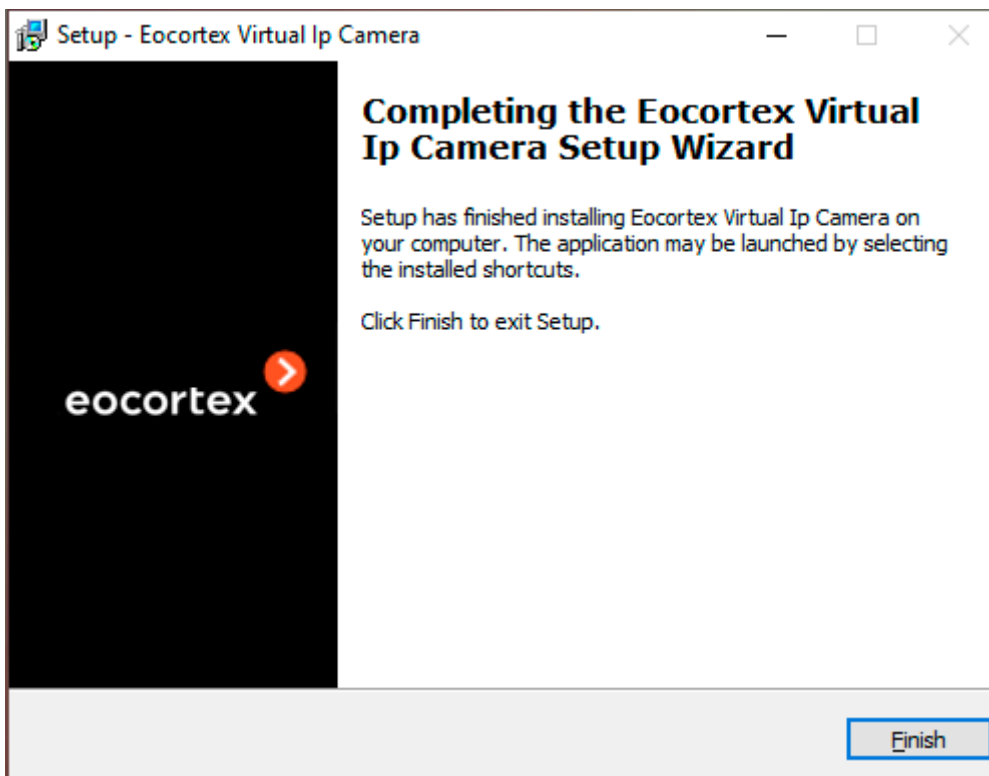 Setup - Eocortex Virtual Ip Camera
Completing the Eocortex Virtual
Ip Camera Setup Wizard
Setup has finished installing Eocortex Virtual Ip Camera on
your computer. The application may be launched by selecting
the installed shortcuts.
Click Finish to exit Setup.
eocortex
Finish